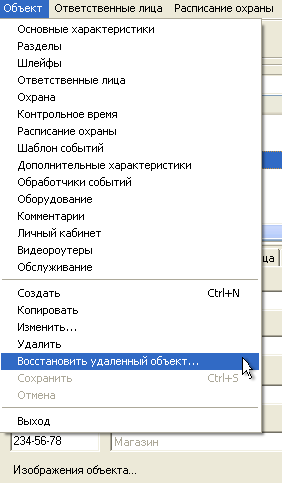 Объект Ответственные лица Расписание охраны
Основные характеристики
Разделы
Шлейфы
Ответственные лица
Охрана
Контрольное время
Расписание охраны
Шаблон событий
Дополнительные характеристики
Обработчики событий
Оборудование
Комментарии
Личный кабинет
Видеороутеры
Обслуживание
ца
Создать Ctrl+N
Копировать
Изменить...
Удалить
Восстановить удаленный объект...
Сохранить Ctrl+S
Отмена
Выход
234-56-78 Магазин
Изображения объекта...